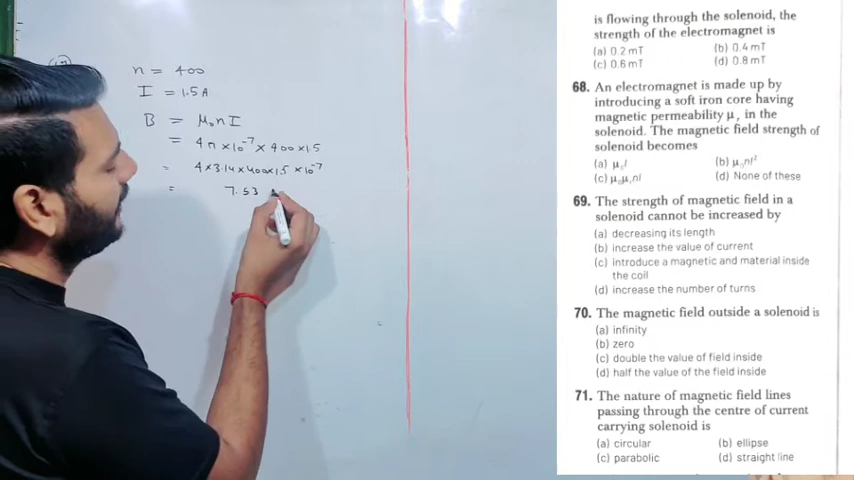 n = 400
I = 1.5 A
B = μ₀ n I
= 4π × 10⁻⁷ × 400 × 1.5
= 4 × 3.14 × 400 × 1.5 × 10⁻⁷
= 7.53
is flowing through the solenoid, the
strength of the electromagnet is
(a) 0.2 mT (b) 0.4 mT
(c) 0.6 mT (d) 0.8 mT
68. An electromagnet is made up by
introducing a soft iron core having
magnetic permeability μ, in the
solenoid. The magnetic field strength of
solenoid becomes
(c) μ₀μᵣnI (d) None of these
69. The strength of magnetic field in a
solenoid cannot be increased by
(a) decreasing its length
(b) increase the value of current
(c) introduce a magnetic and material inside
the coil
(d) increase the number of turns
70. The magnetic field outside a solenoid is
(a) infinity
(b) zero
(c) double the value of field inside
(d) half the value of the field inside
71. The nature of magnetic field lines
passing through the centre of current
carrying solenoid is
(a) circular (b) ellipse
(c) parabolic (d) straight line